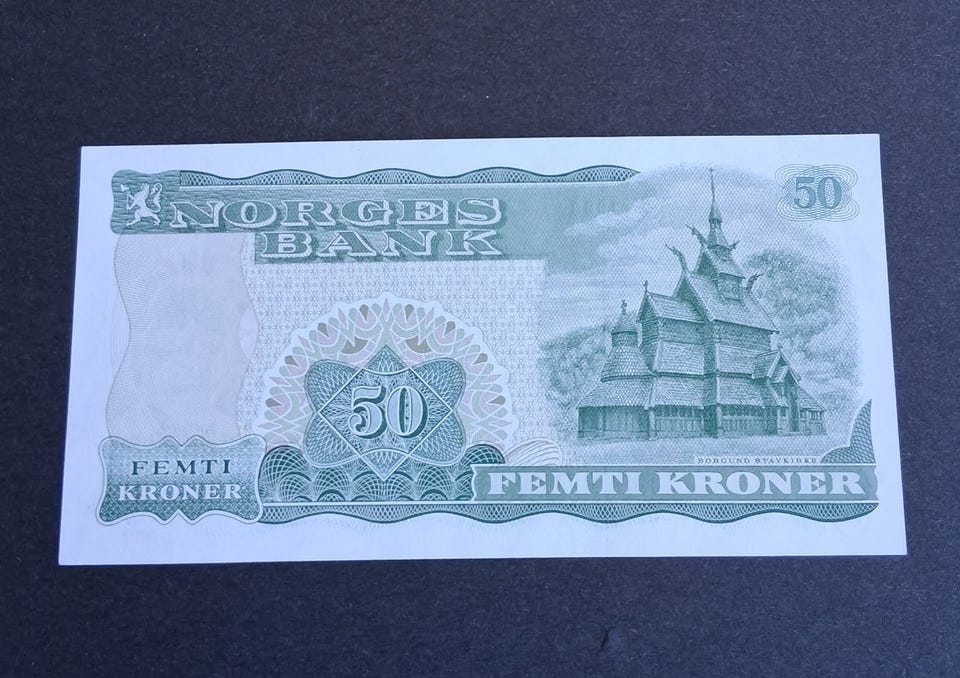 NORGES
BANK
50
50
FEMTI
KRONER
BORGUND STAVKIRKE
FEMTI KRONER